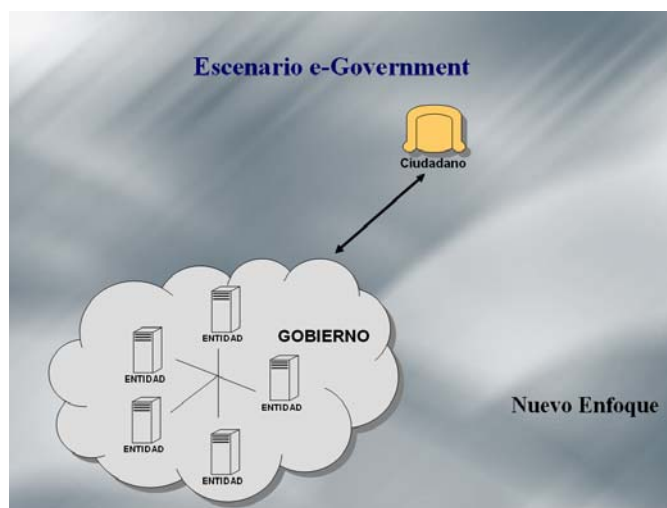 Escenario e-Government
Ciudadano
ENTIDAD
GOBIERNO
ENTIDAD
ENTIDAD
ENTIDAD
Nuevo Enfoque
ENTIDAD